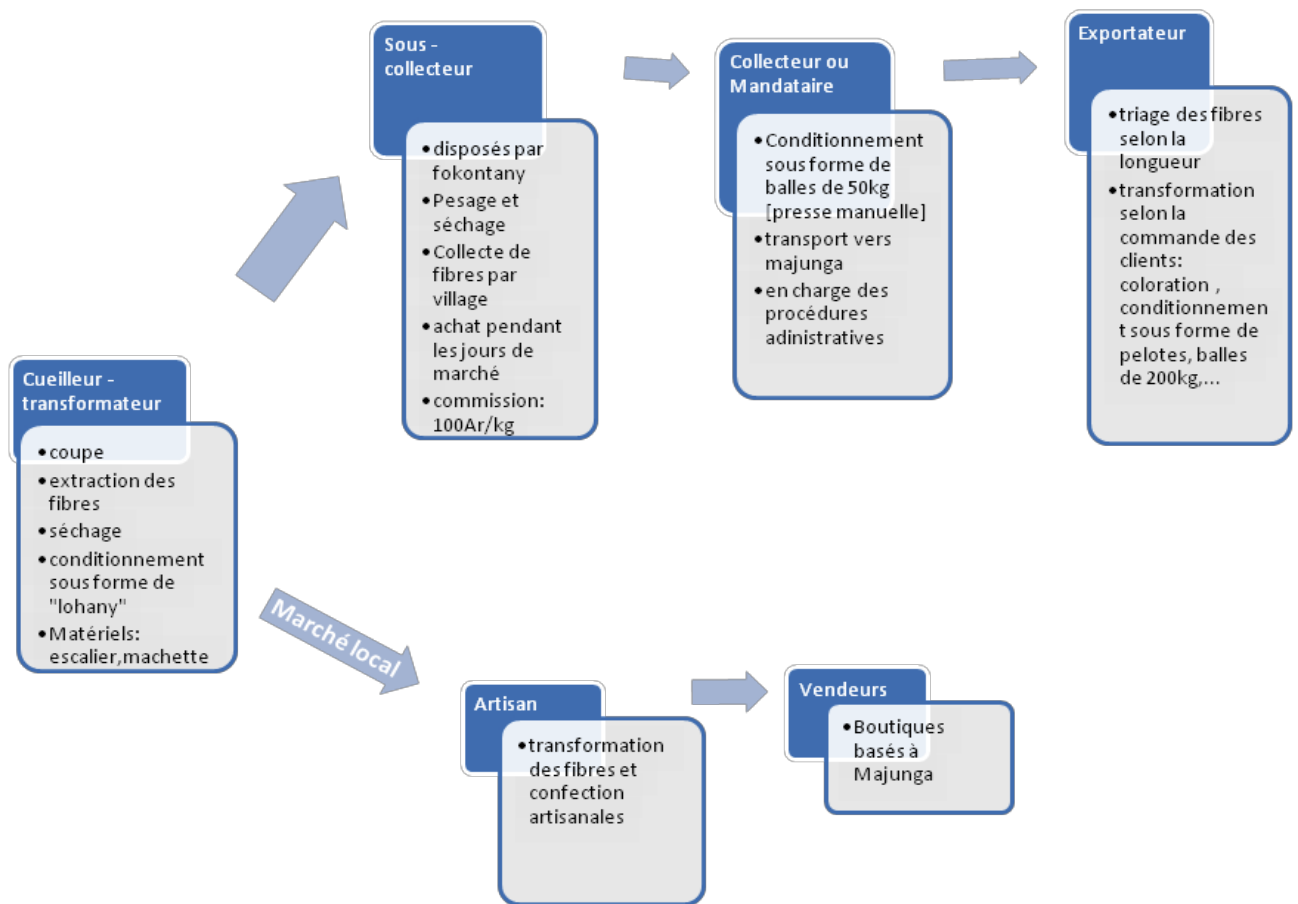 Sous -
collecteur
• disposés par
fokontany
• Pesage et
séchage
• Collecte de
fibres par
village
• achat pendant
les jours de
marché
• commission:
100Ar/kg
Collecteur ou
Mandataire
• Conditionnement
sous forme de
balles de 50kg
[presse manuelle]
• transport vers
majunga
• en charge des
procédures
adinistratives
Exportateur
• triage des fibres
selon la
longueur
• transformation
selon la
commande des
clients:
coloration ,
conditionnemen
t sous forme de
pelotes, balles
de 200kg,...
Cueilleur -
transformateur
• coupe
• extraction des
fibres
• séchage
• conditionnement
sous forme de
"lohany"
• Matériels:
escalier,machette
Marché local
Artisan
• transformation
des fibres et
confection
artisanales
Vendeurs
• Boutiques
basés à
Majunga